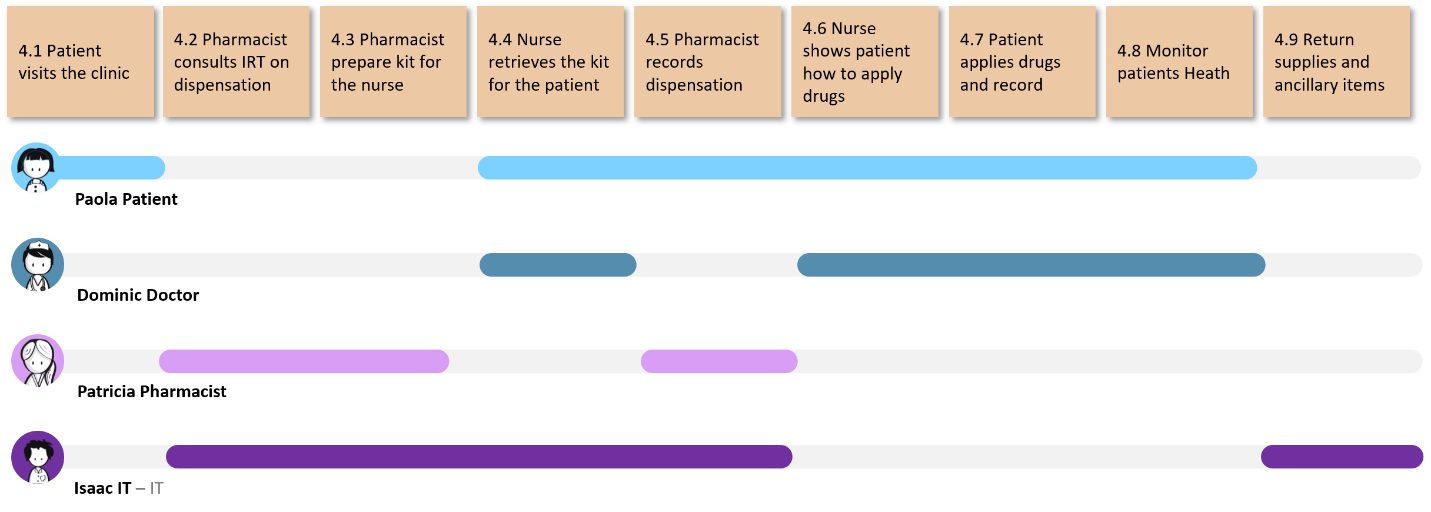 4.1 Patient
visits the clinic
4.2 Pharmacist
consults IRT on
dispensation
4.3 Pharmacist
prepare kit for
the nurse
4.4 Nurse
retrieves the kit
for the patient
4.5 Pharmacist
records
dispensation
4.6 Nurse
shows patient
how to apply
drugs
4.7 Patient
applies drugs
and record
4.8 Monitor
patients Heath
4.9 Return
supplies and
ancillary items
Paola Patient
Dominic Doctor
Patricia Pharmacist
Isaac IT – IT